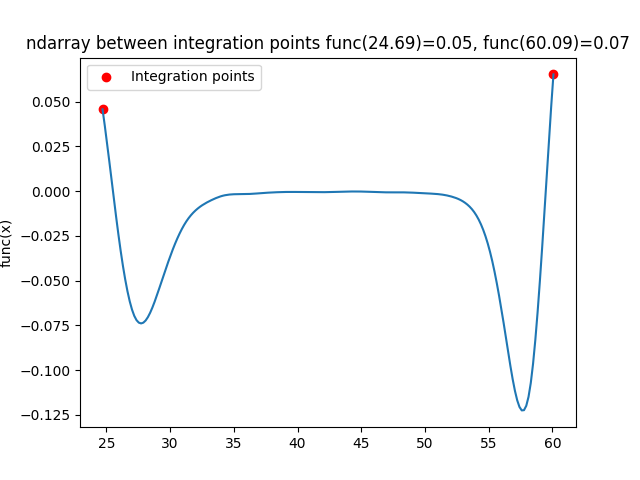 ndarray between integration points func(24.69)=0.05, func(60.09)=0.07
Integration points
func(x)
0.050
0.025
0.000
−0.025
−0.050
−0.075
−0.100
−0.125
25 30 35 40 45 50 55 60